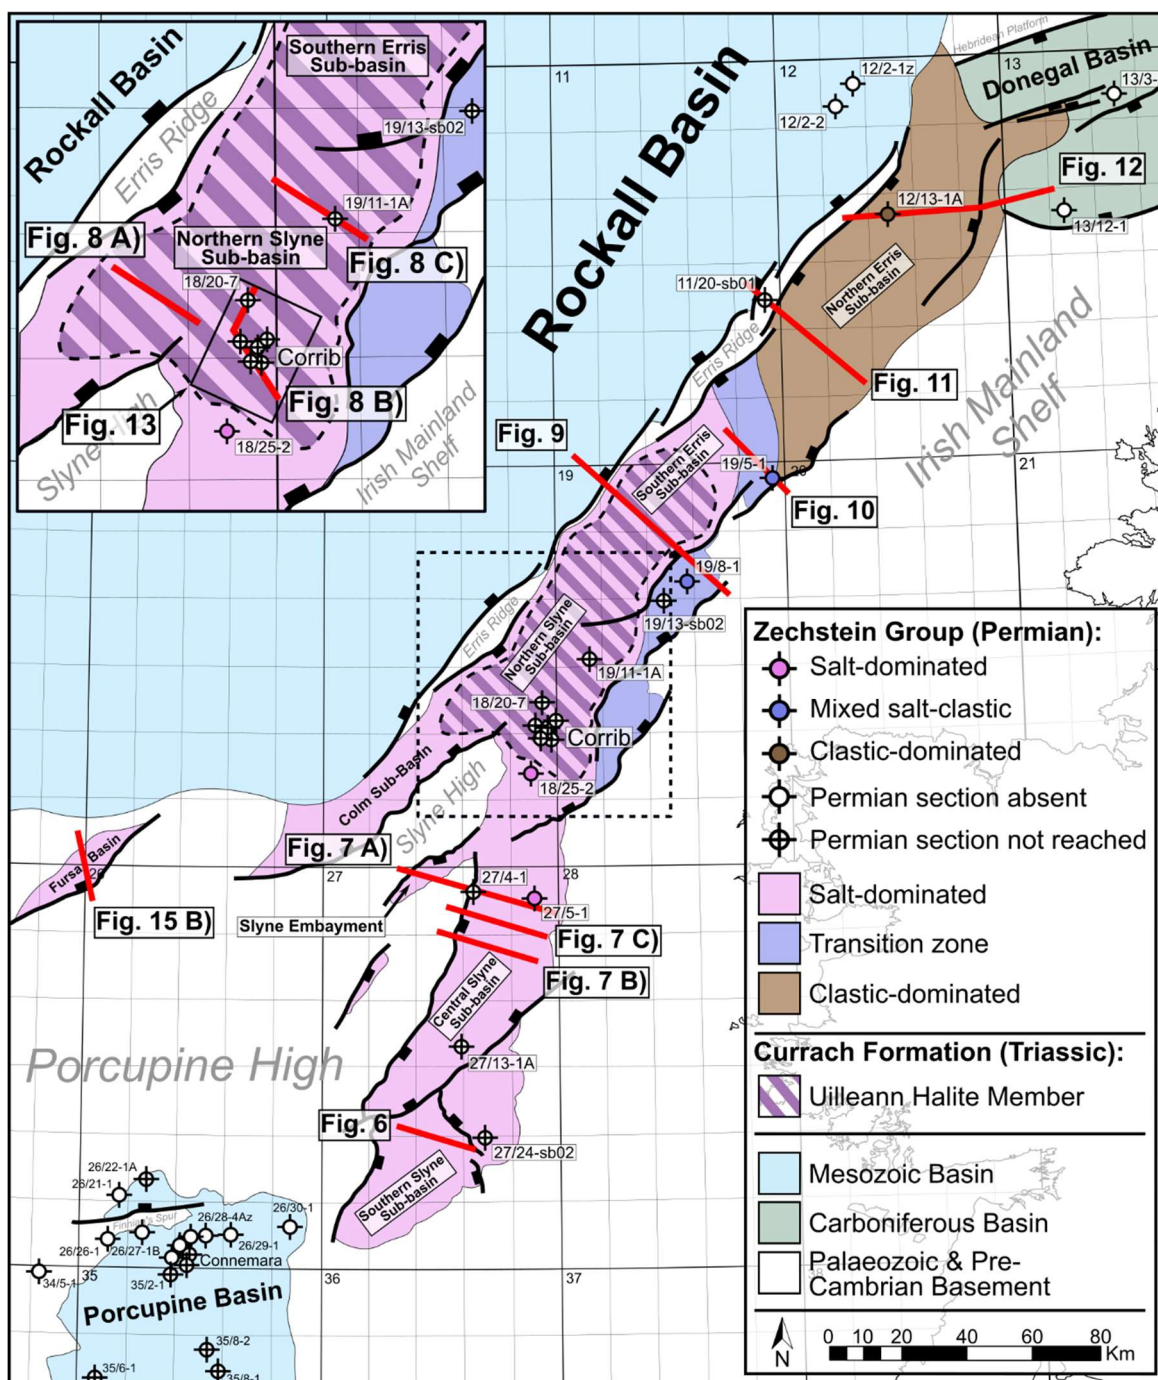 Rockall Basin
Erris Ridge
Southern Erris
Sub-basin
19/13-sb02
19/11-1A
Fig. 8 A)
Northern Slyne
Sub-basin
Fig. 8 C)
18/20-7
Corrib
Fig. 8 B)
Fig. 13
Slyne High
18/25-2
Irish Mainland
Shelf
11
12
13
Hebridean Platform
Donegal Basin
12/2-1z
12/2-2
13/3-
Fig. 12
12/13-1A
13/12-1
Rockall Basin
11/20-sb01
Northern Erris
Sub-basin
Erris Ridge
Fig. 11
Irish Mainland
Shelf
Fig. 9
19
Southern Erris
Sub-basin
19/5-1
20
21
Fig. 10
19/8-1
19/13-sb02
Erris Ridge
Northern Slyne
Sub-basin
19/11-1A
18/20-7
Corrib
18/25-2
Colm Sub-Basin
Slyne High
Fig. 7 A)
Fursa Basin
26
27
28
27/4-1
27/5-1
Slyne Embayment
Fig. 15 B)
Fig. 7 C)
Fig. 7 B)
Central Slyne
Sub-basin
27/13-1A
Porcupine High
Fig. 6
27/24-sb02
Southern Slyne
Sub-basin
26/22-1A
26/21-1
Finnian's Spur
26/28-4Az
26/30-1
26/26-1
26/27-1B
26/29-1
Connemara
34/5-1
35
35/2-1
36
37
38
Porcupine Basin
35/8-2
35/6-1
35/8-1
Zechstein Group (Permian):
Salt-dominated
Mixed salt-clastic
Clastic-dominated
Permian section absent
Permian section not reached
Salt-dominated
Transition zone
Clastic-dominated
Currach Formation (Triassic):
Uilleann Halite Member
Mesozoic Basin
Carboniferous Basin
Palaeozoic & Pre-
Cambrian Basement
N
0 10 20 40 60 80
Km